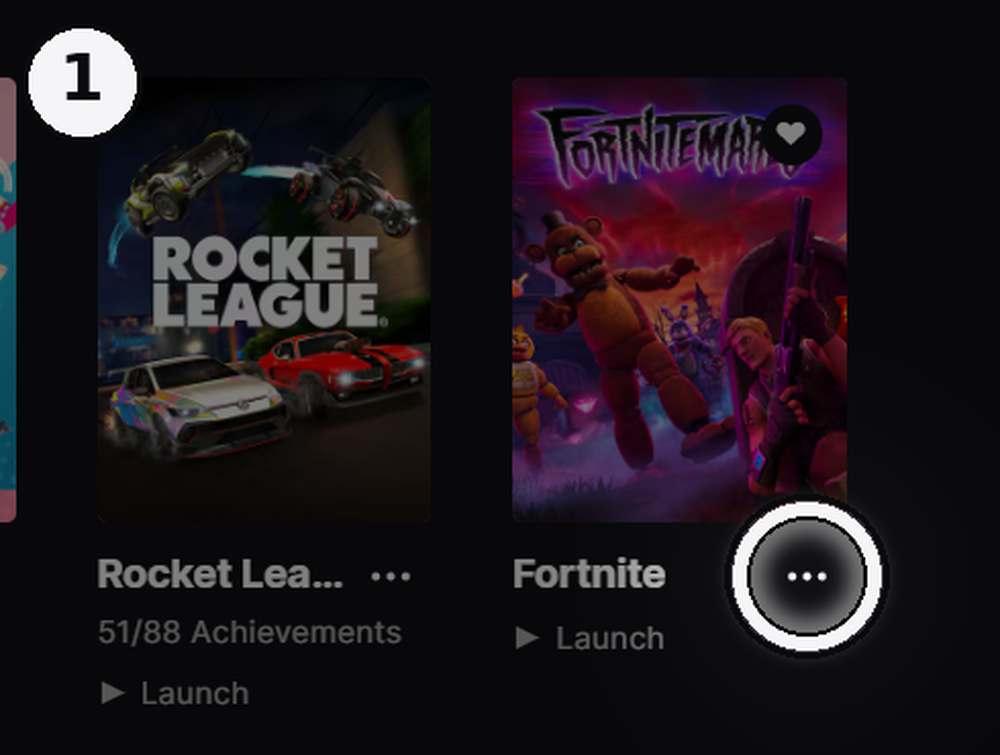 1
ROCKET
LEAGUE
Rocket Lea... ...
51/88 Achievements
Launch
FORTNITEMARES
Fortnite ...
Launch